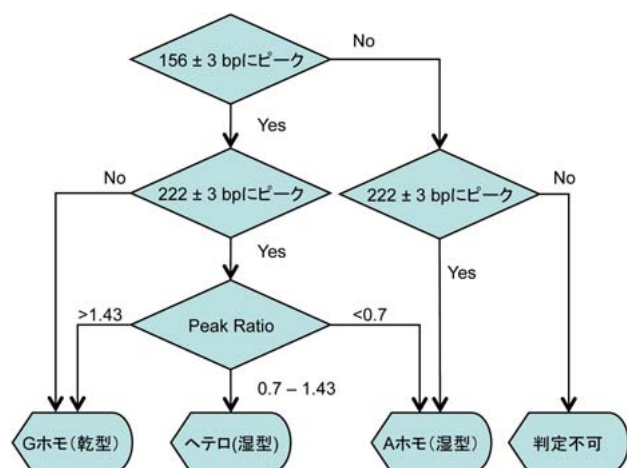 156 ± 3 bpにピーク
No
Yes
No
222 ± 3 bpにピーク
222 ± 3 bpにピーク
No
Yes
Yes
>1.43
Peak Ratio
<0.7
0.7 – 1.43
Gホモ(乾型)
ヘテロ(湿型)
Aホモ(湿型)
判定不可